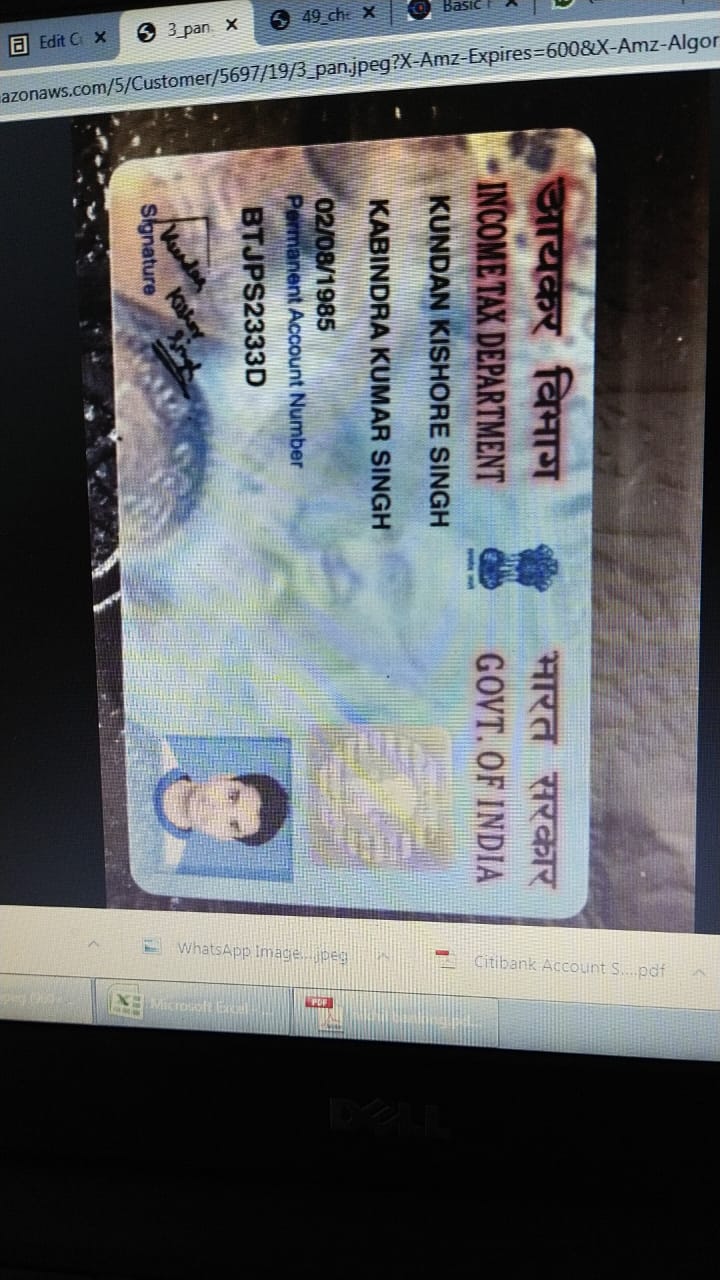 Edit C
3_pan.
49_che
Basic
azonaws.com/5/Customer/5697/19/3_pan.jpeg?X-Amz-Expires=600&X-Amz-Algor
आयकर विभाग
भारत सरकार
INCOME TAX DEPARTMENT
GOVT. OF INDIA
KUNDAN KISHORE SINGH
KABINDRA KUMAR SINGH
02/08/1985
Permanent Account Number
BTJPS2333D
Signature
WhatsApp Image....jpeg
Citibank Account S....pdf
Microsoft Excel - ...
PDF
DELL